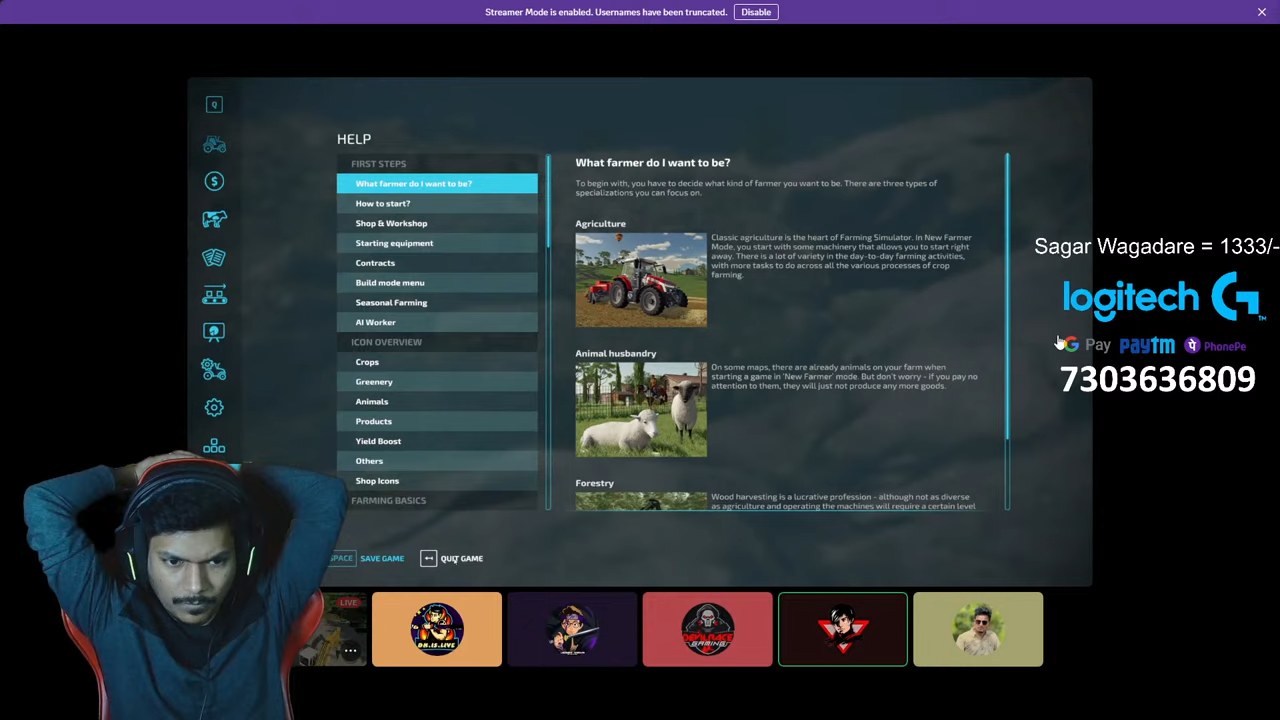 Streamer Mode is enabled. Usernames have been truncated.
Disable
Q
HELP
FIRST STEPS
What farmer do I want to be?
How to start?
Shop & Workshop
Starting equipment
Contracts
Build mode menu
Seasonal Farming
AI Worker
ICON OVERVIEW
Crops
Greenery
Animals
Products
Yield Boost
Others
Shop Icons
FARMING BASICS
What farmer do I want to be?
To begin with, you have to decide what kind of farmer you want to be. There are three types of
specializations you can focus on.
Agriculture
Classic agriculture is the heart of Farming Simulator. In New Farmer
Mode, you start with some machinery that allows you to start right
away. There is a lot of variety in the day-to-day farming activities,
with more tasks to do across all the various processes of crop
farming.
Animal husbandry
On some maps, there are already animals on your farm when
starting a game in 'New Farmer' mode. But don't worry - if you pay no
attention to them, they will just not produce any more goods.
Forestry
Wood harvesting is a lucrative profession - although not as diverse
as agriculture and operating the machines will require a certain level
SPACE SAVE GAME
QUIT GAME
Sagar Wagadare = 1333/-
logitech G
G Pay paytm PhonePe
7303636809
LIVE
DB.IS.LIVE
DEVILRACE
GAMING